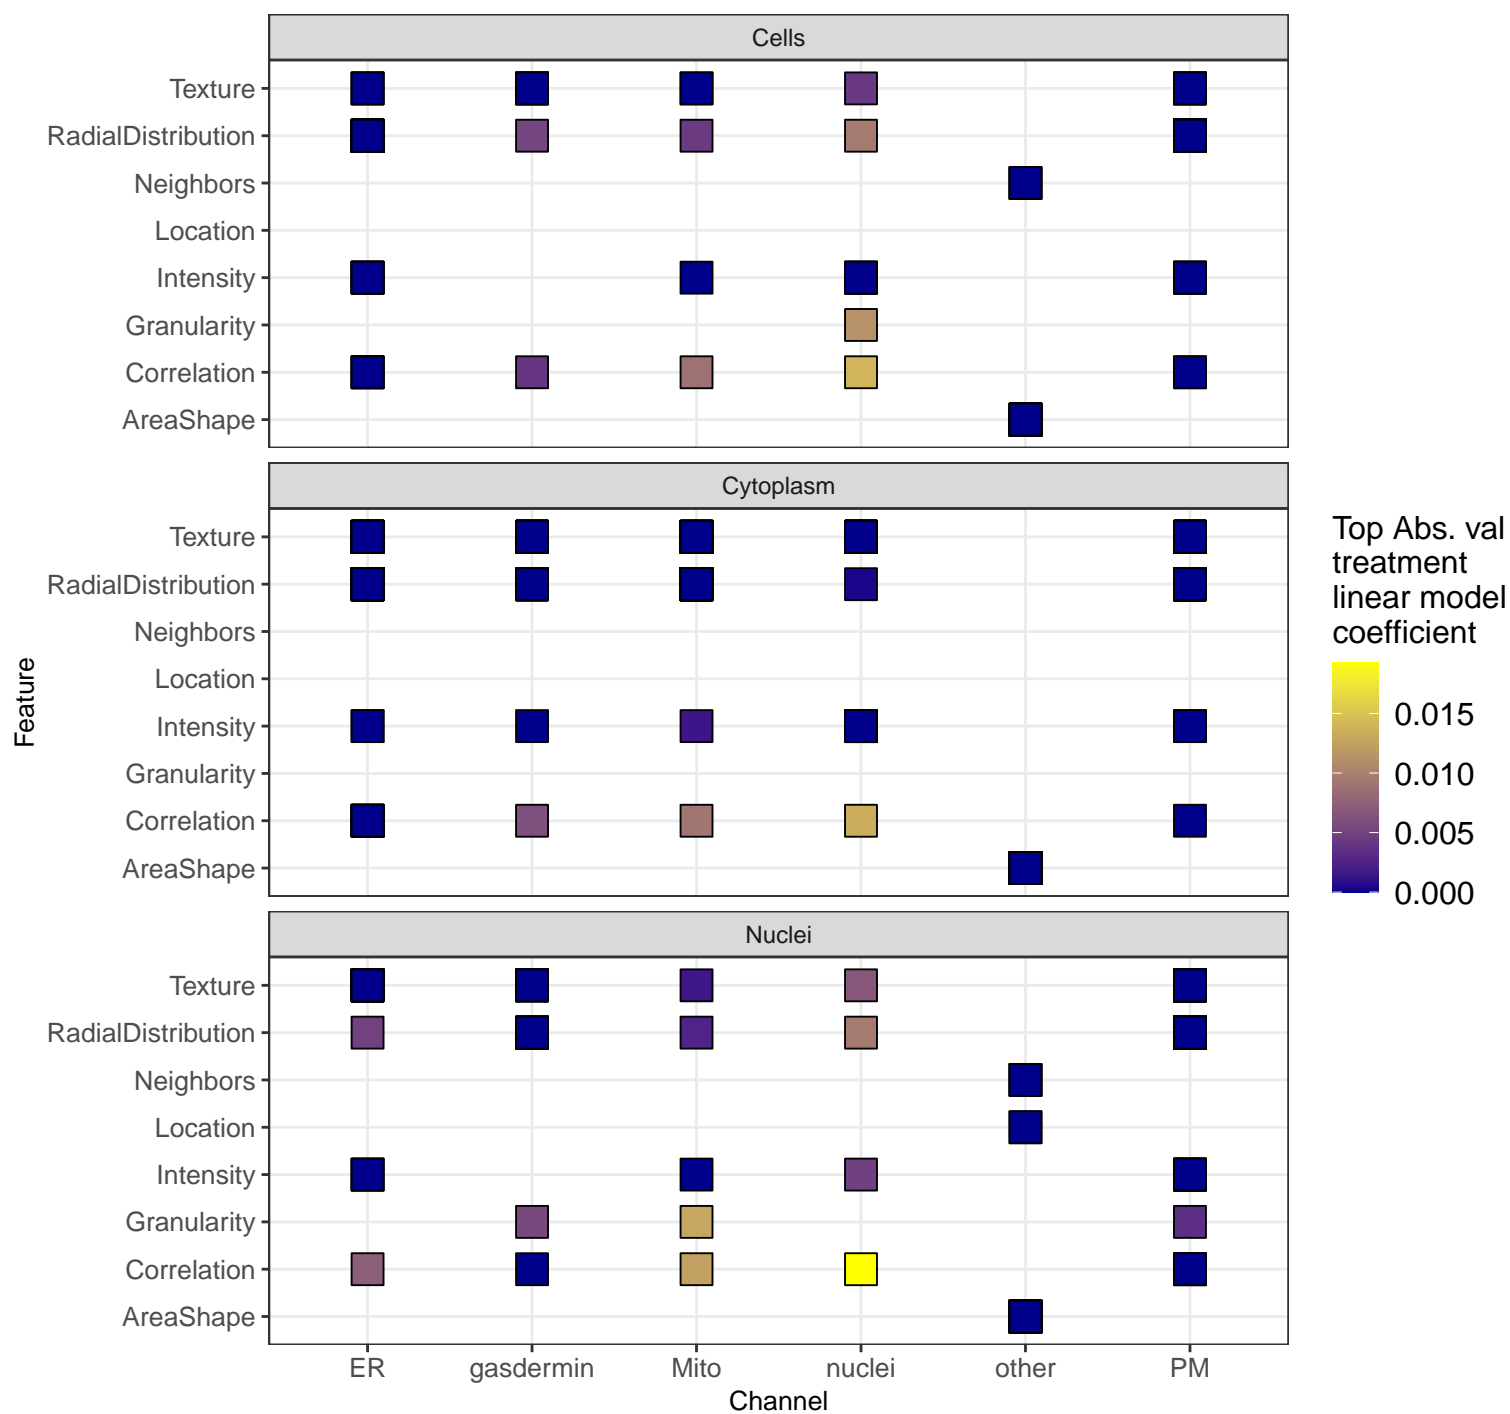 Cells
Texture
RadialDistribution
Neighbors
Location
Intensity
Granularity
Correlation
AreaShape
Cytoplasm
Texture
RadialDistribution
Neighbors
Location
Intensity
Granularity
Correlation
AreaShape
Nuclei
Texture
RadialDistribution
Neighbors
Location
Intensity
Granularity
Correlation
AreaShape
ER gasdermin Mito nuclei other PM
Channel
Feature
Top Abs. val
treatment
linear model
coefficient
0.015
0.010
0.005
0.000